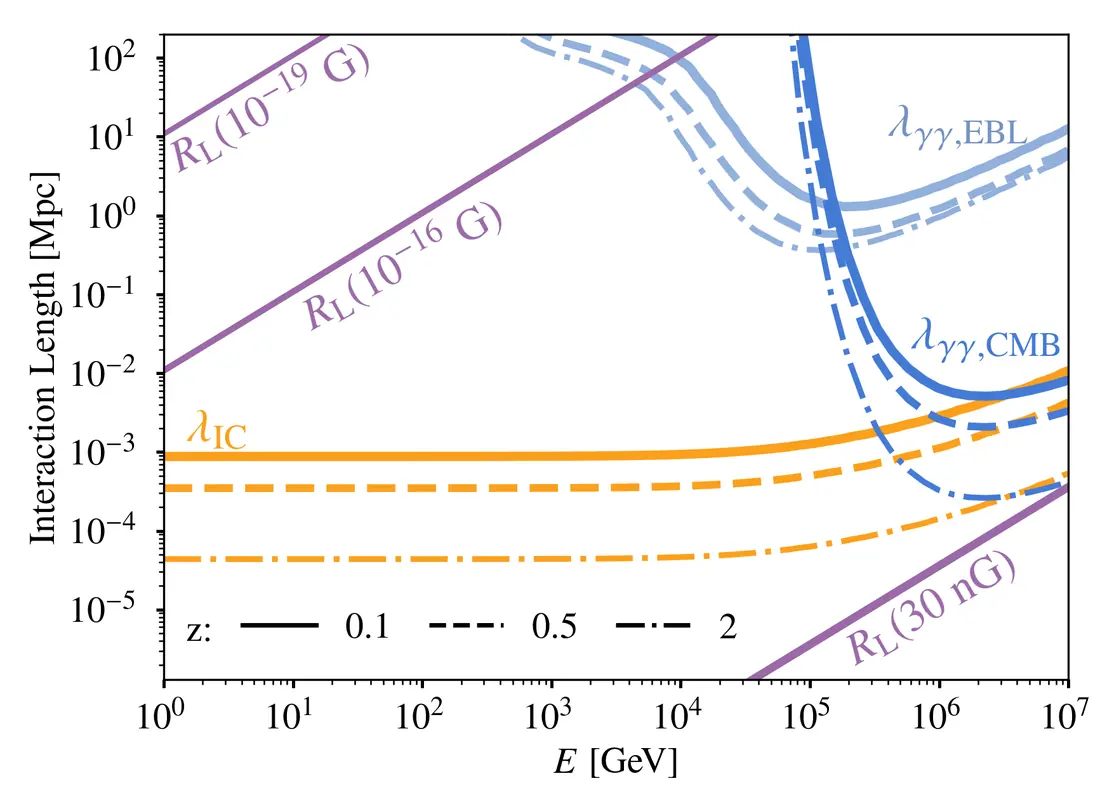 Interaction Length [Mpc]
10²
10¹
10⁰
10⁻¹
10⁻²
10⁻³
10⁻⁴
10⁻⁵
R_L(10⁻¹⁹ G)
R_L(10⁻¹⁶ G)
λ_γγ,EBL
λ_γγ,CMB
λ_IC
R_L(30 nG)
z: 0.1 0.5 2
10⁰ 10¹ 10² 10³ 10⁴ 10⁵ 10⁶ 10⁷
E [GeV]